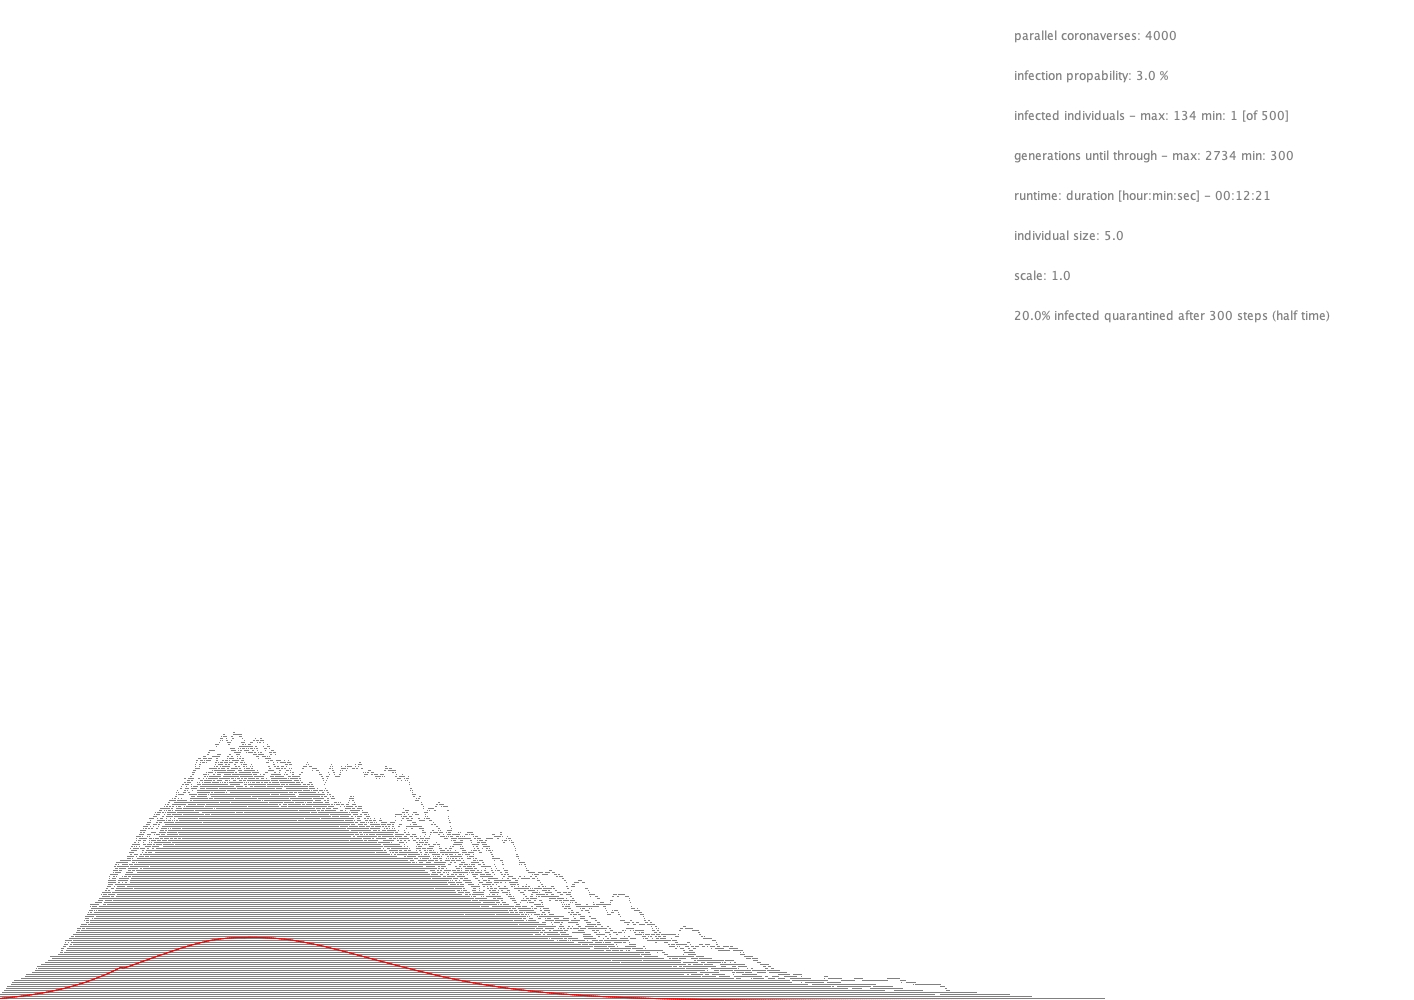 parallel coronaverses: 4000
infection propability: 3.0 %
infected individuals - max: 134 min: 1 [of 500]
generations until through - max: 2734 min: 300
runtime: duration [hour:min:sec] - 00:12:21
individual size: 5.0
scale: 1.0
20.0% infected quarantined after 300 steps (half time)